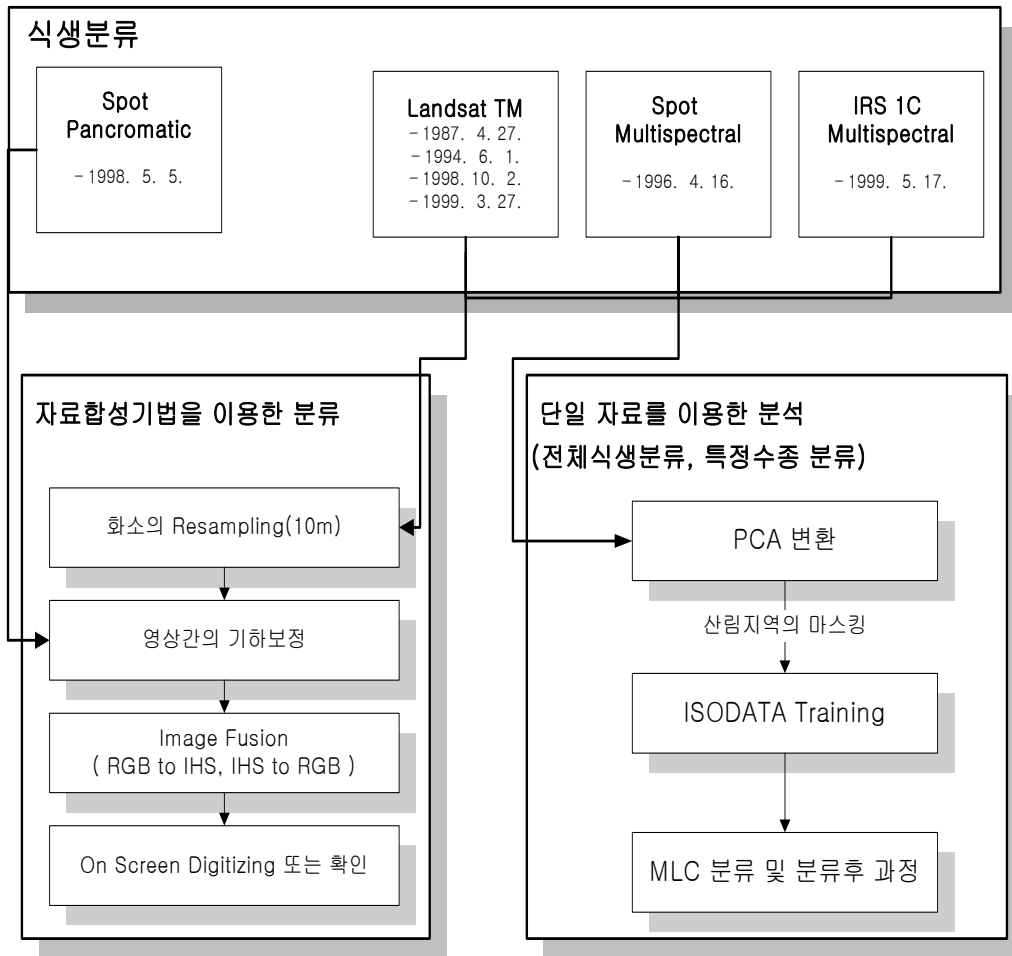 식생분류
Spot
Pancromatic
-1998. 5. 5.
Landsat TM
-1987. 4. 27.
-1994. 6. 1.
-1998. 10. 2.
-1999. 3. 27.
Spot
Multispectral
-1996. 4. 16.
IRS 1C
Multispectral
-1999. 5. 17.
자료합성기법을 이용한 분류
화소의 Resampling(10m)
영상간의 기하보정
Image Fusion
( RGB to IHS, IHS to RGB )
On Screen Digitizing 또는 확인
단일 자료를 이용한 분석
(전체식생분류, 특정수종 분류)
PCA 변환
산림지역의 마스킹
ISODATA Training
MLC 분류 및 분류후 과정